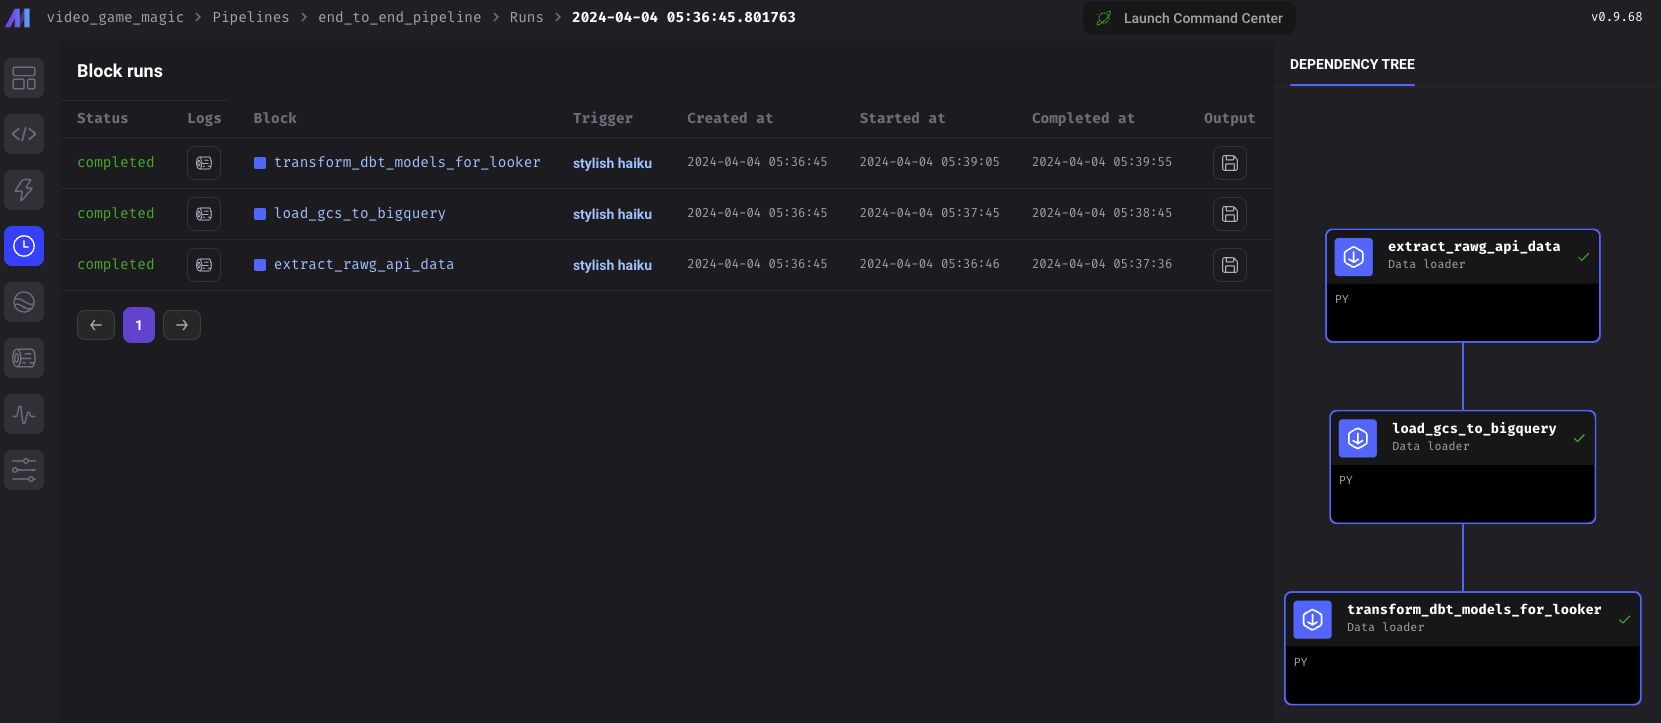 video_game_magic > Pipelines > end_to_end_pipeline > Runs > 2024-04-04 05:36:45.801763
Launch Command Center
v0.9.68
Block runs
Status Logs Block Trigger Created at Started at Completed at Output
completed transform_dbt_models_for_looker stylish haiku 2024-04-04 05:36:45 2024-04-04 05:39:05 2024-04-04 05:39:55
completed load_gcs_to_bigquery stylish haiku 2024-04-04 05:36:45 2024-04-04 05:37:45 2024-04-04 05:38:45
completed extract_rawg_api_data stylish haiku 2024-04-04 05:36:45 2024-04-04 05:36:46 2024-04-04 05:37:36
← 1 →
DEPENDENCY TREE
extract_rawg_api_data
Data loader
PY
load_gcs_to_bigquery
Data loader
PY
transform_dbt_models_for_looker
Data loader
PY